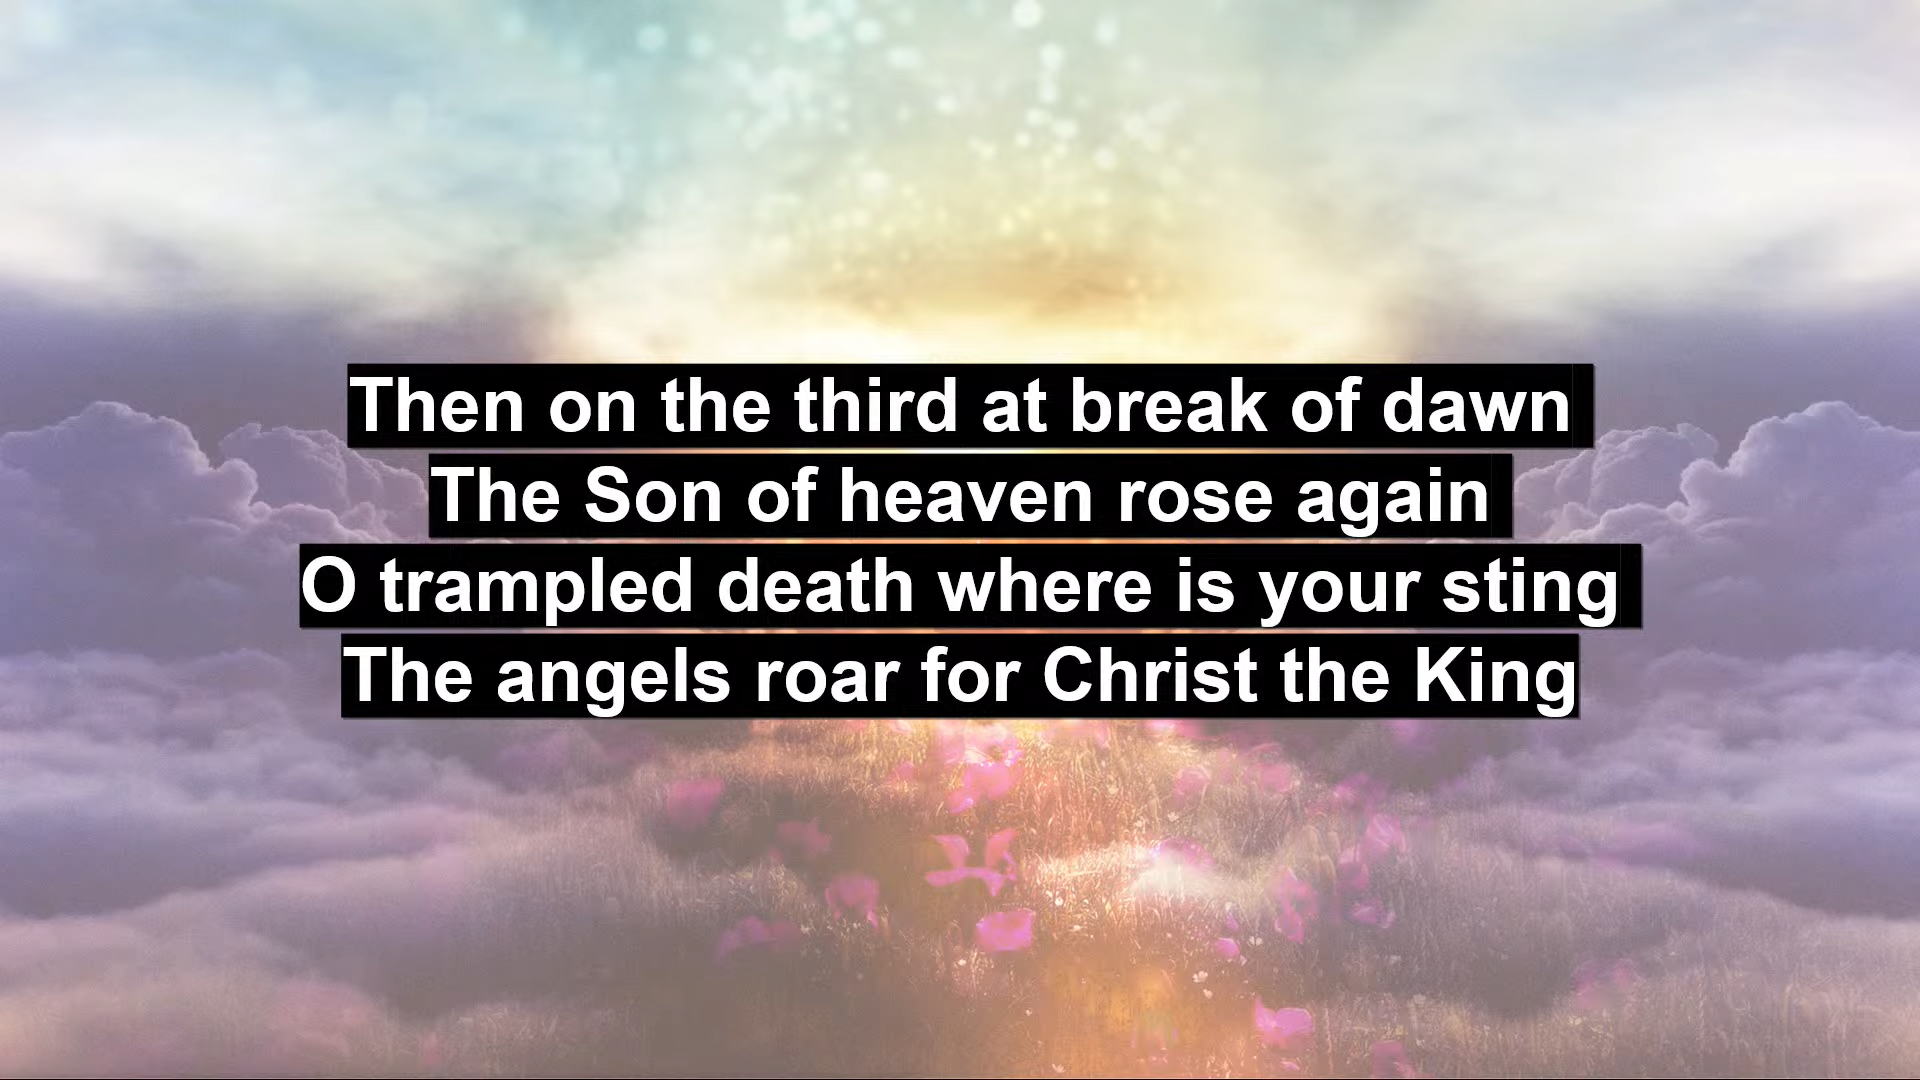 Then on the third at break of dawn
The Son of heaven rose again
O trampled death where is your sting
The angels roar for Christ the King